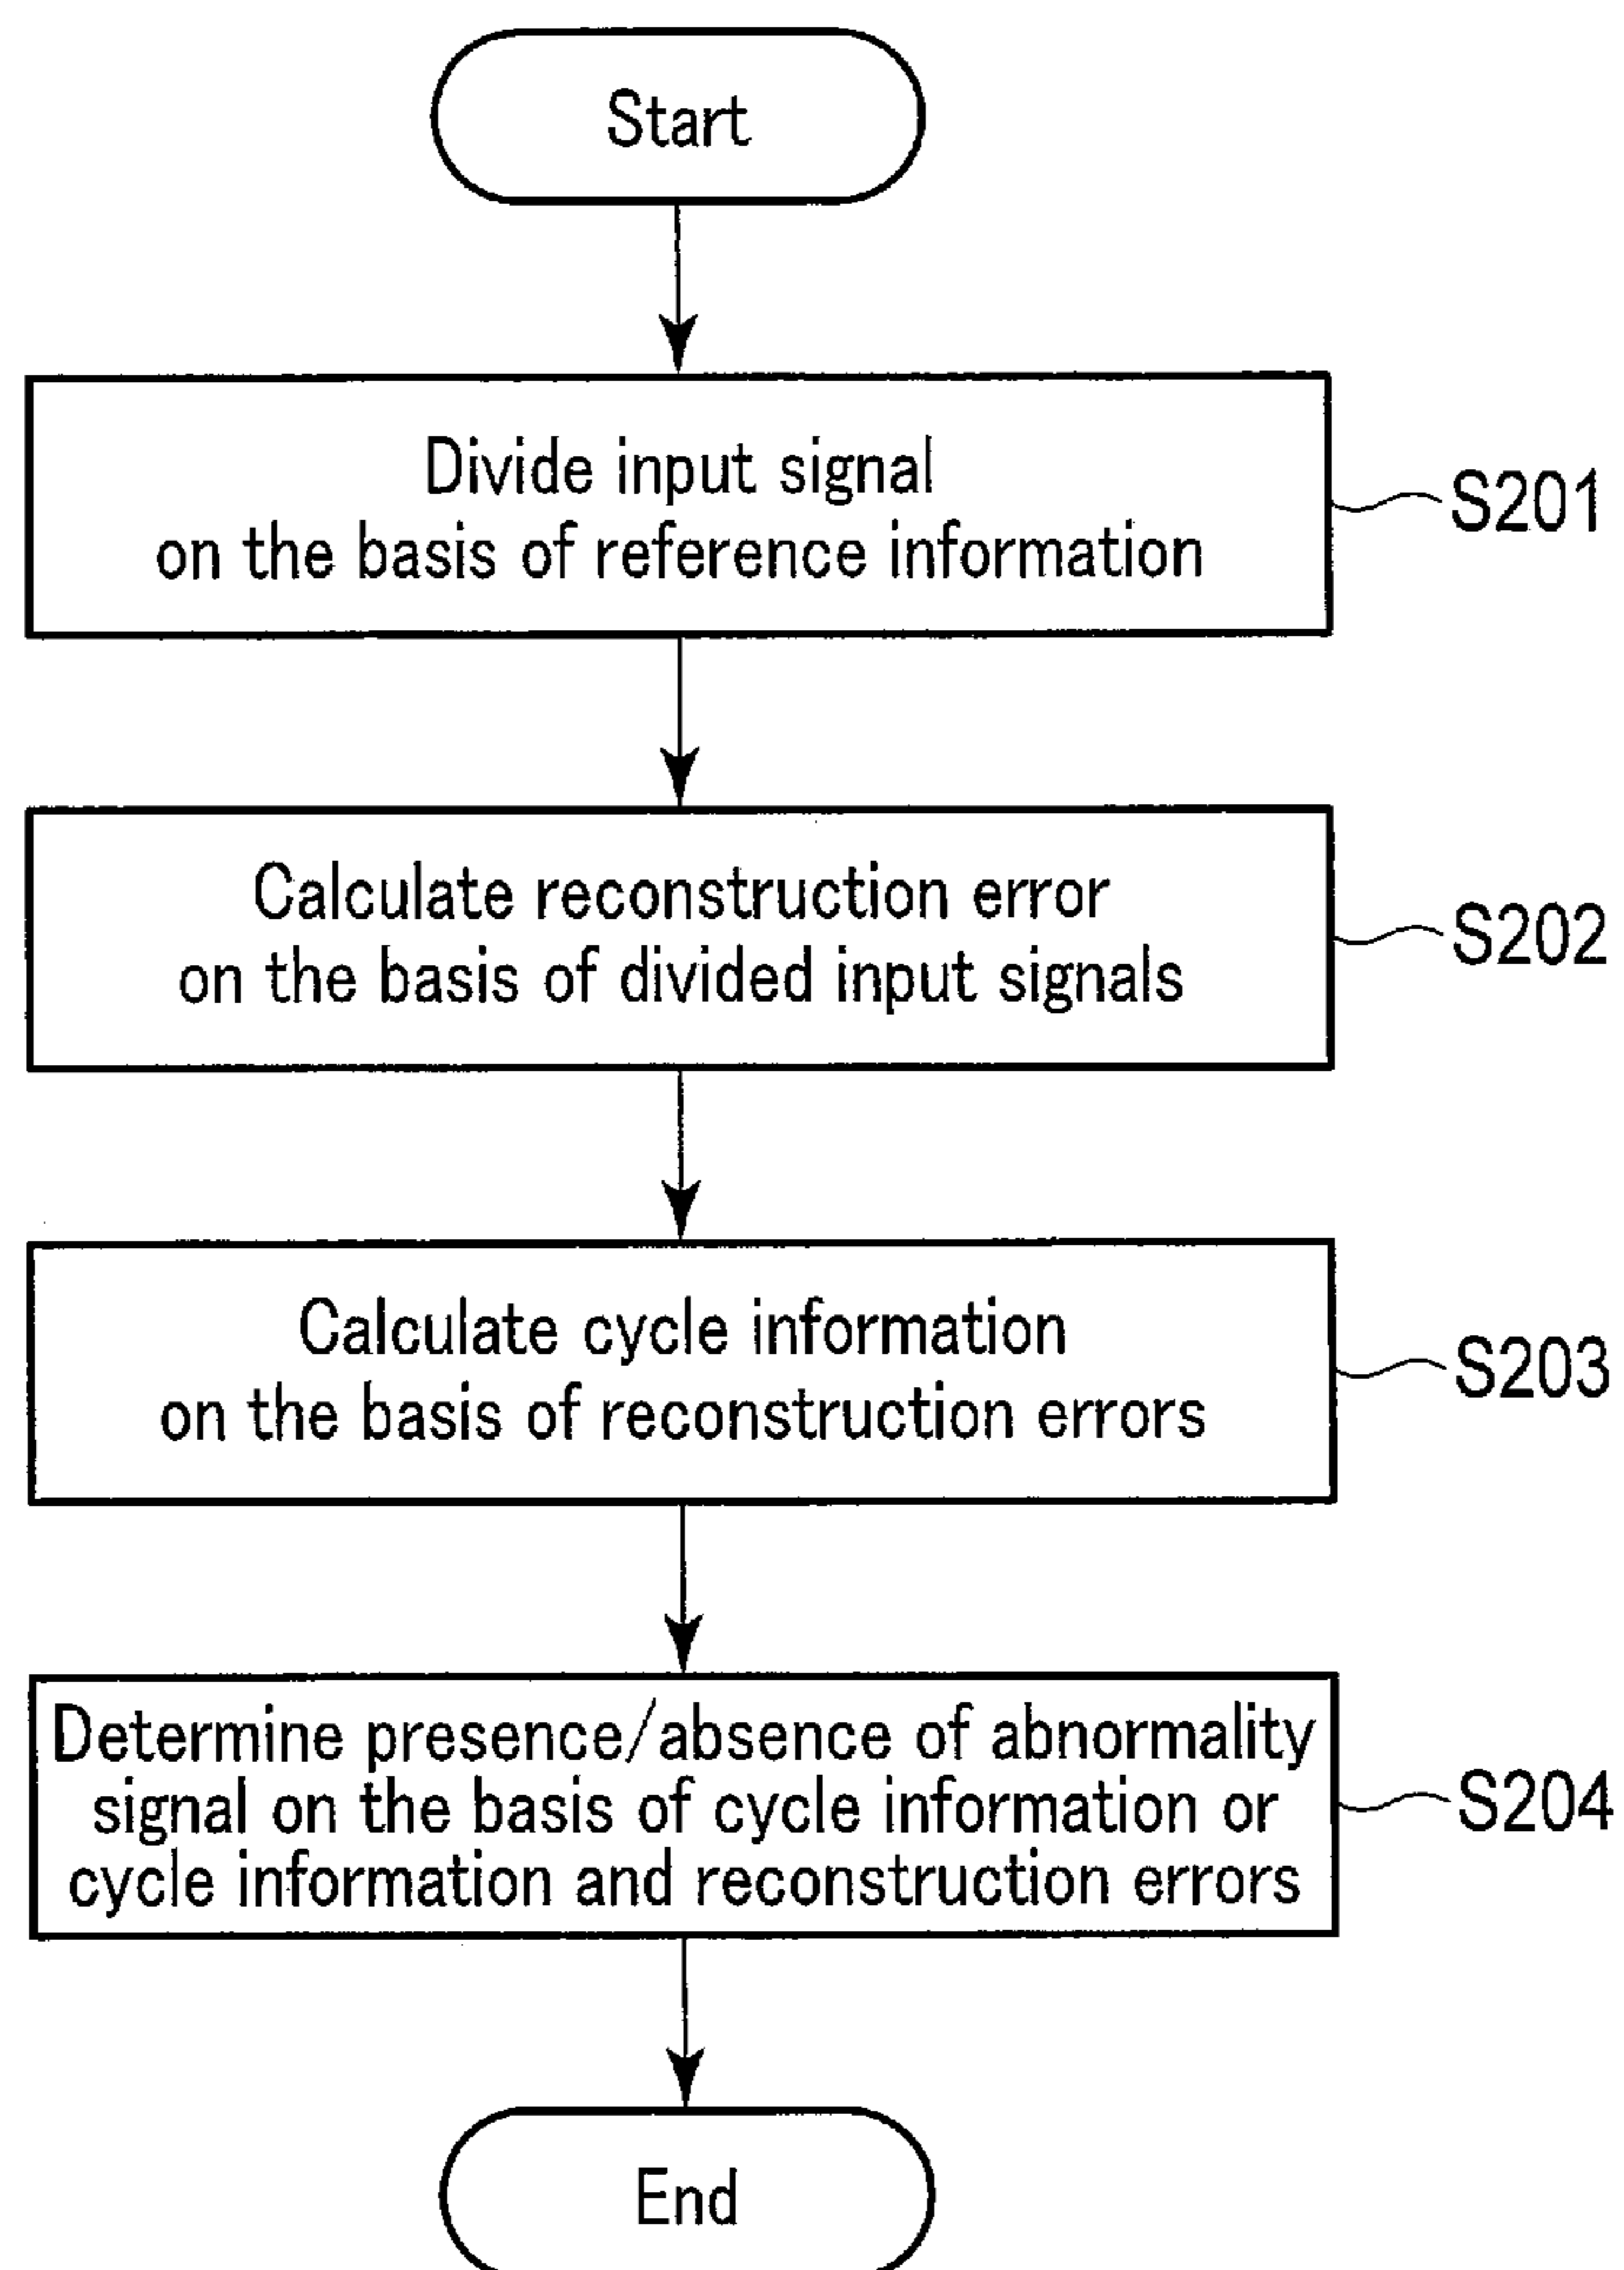 Start
Divide input signal
on the basis of reference information
S201
Calculate reconstruction error
on the basis of divided input signals
S202
Calculate cycle information
on the basis of reconstruction errors
S203
Determine presence/absence of abnormality
signal on the basis of cycle information or
cycle information and reconstruction errors
S204
End